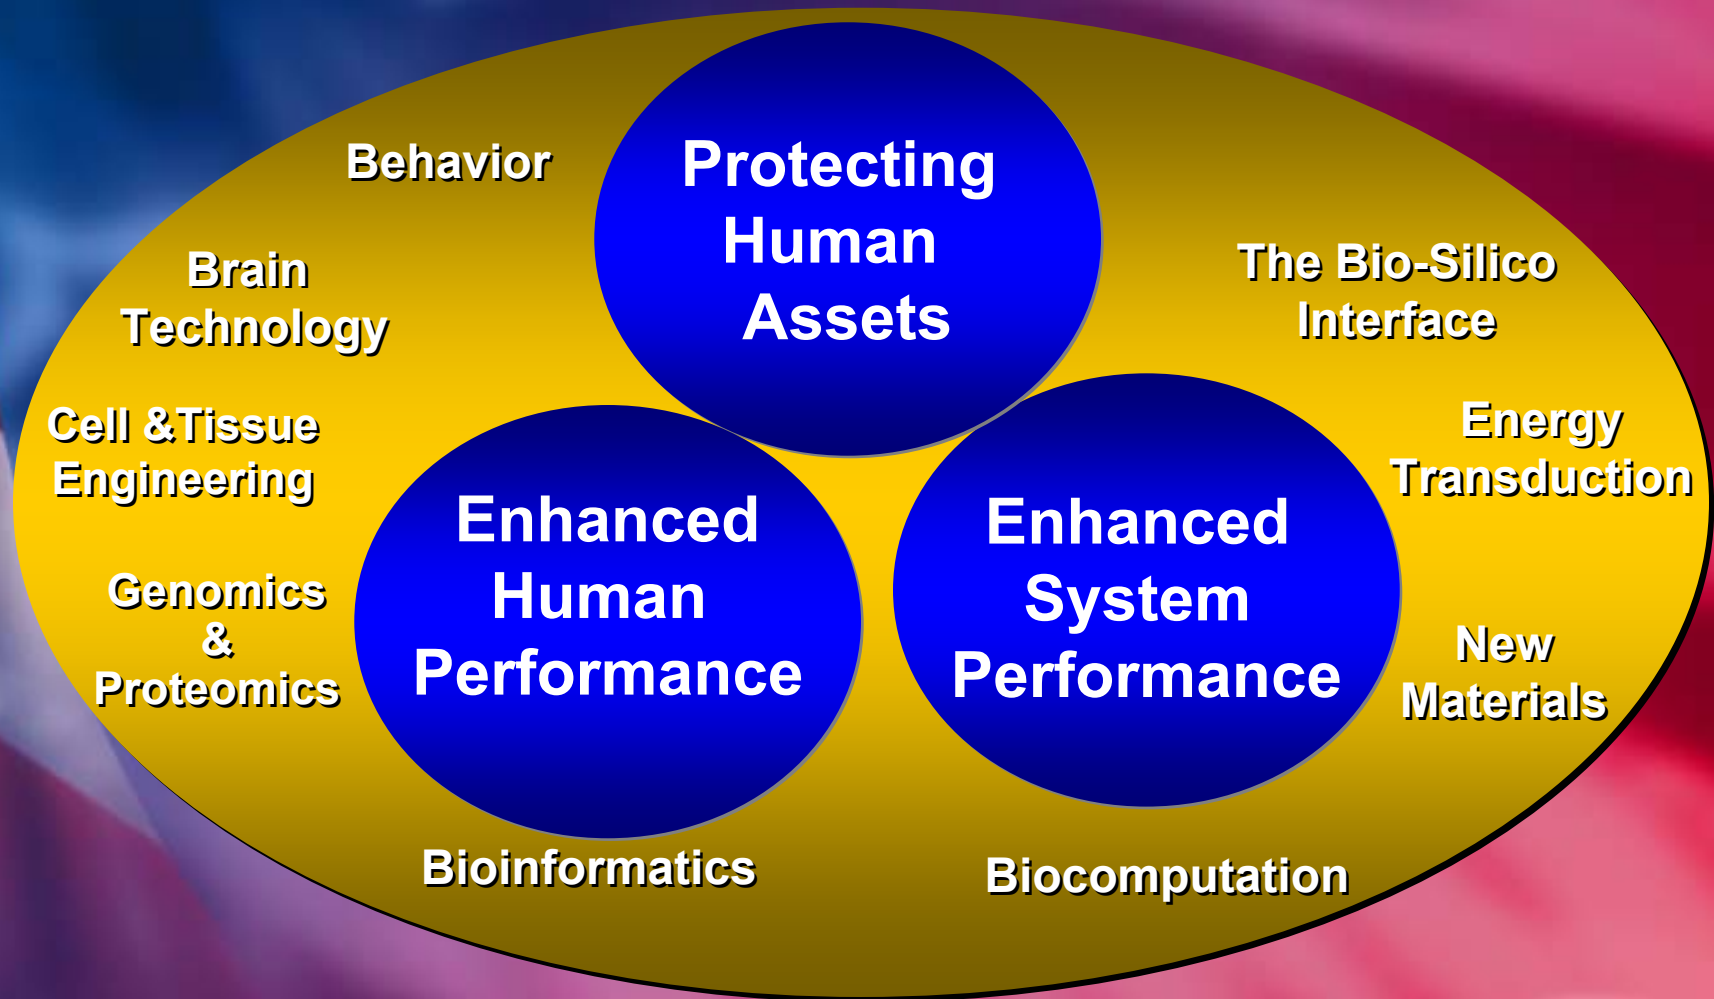 Protecting
Human
Assets
Behavior
Brain
Technology
Cell &Tissue
Engineering
Genomics
&
Proteomics
Enhanced
Human
Performance
Enhanced
System
Performance
The Bio-Silico
Interface
Energy
Transduction
New
Materials
Bioinformatics
Biocomputation